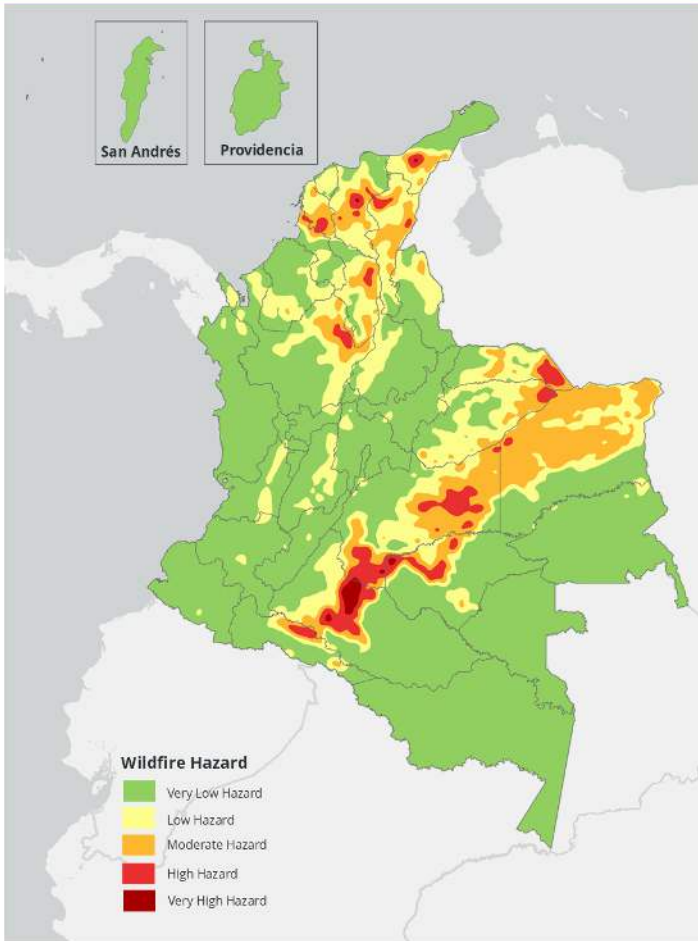 San Andrés
Providencia
Wildfire Hazard
Very Low Hazard
Low Hazard
Moderate Hazard
High Hazard
Very High Hazard